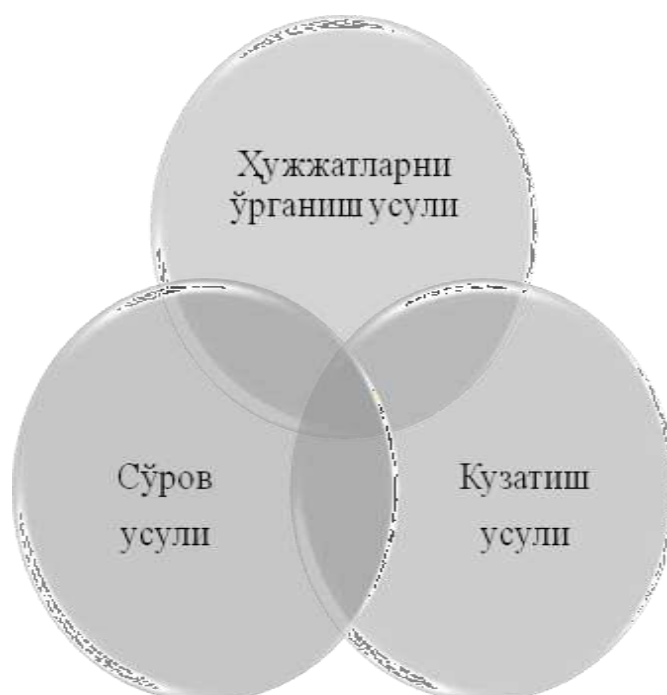 Ҳужжатларни
ўрганиш усули
Сўров
усули
Кузатиш
усули